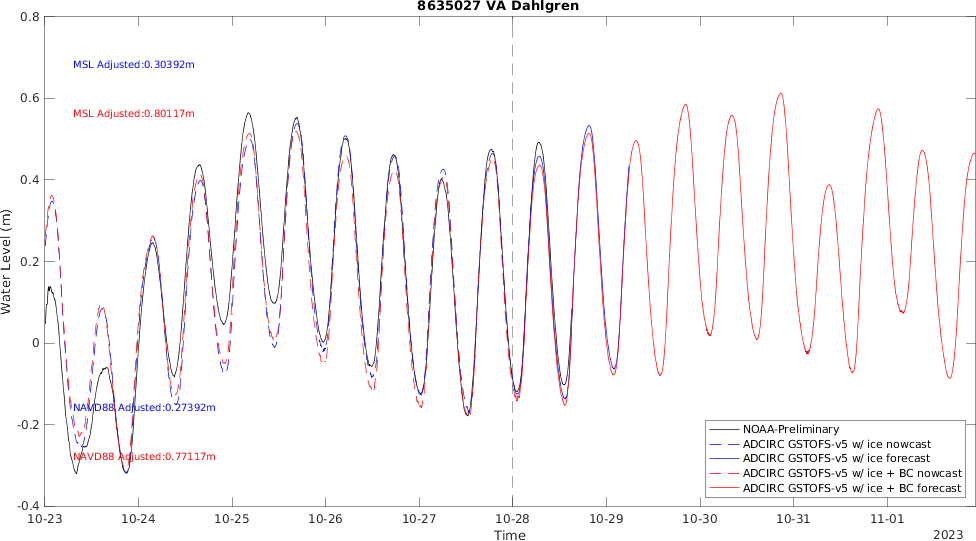 8635027 VA Dahlgren
0.8
0.6
0.4
0.2
0
-0.2
-0.4
Water Level (m)
MSL Adjusted:0.30392m
MSL Adjusted:0.80117m
NAVD88 Adjusted:0.27392m
NAVD88 Adjusted:0.77117m
NOAA-Preliminary
ADCIRC GSTOFS-v5 w/ ice nowcast
ADCIRC GSTOFS-v5 w/ ice forecast
ADCIRC GSTOFS-v5 w/ ice + BC nowcast
ADCIRC GSTOFS-v5 w/ ice + BC forecast
10-23 10-24 10-25 10-26 10-27 10-28 10-29 10-30 10-31 11-01
Time
2023